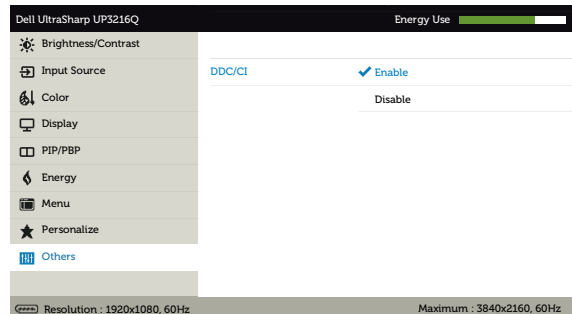 Dell UltraSharp UP3216Q Energy Use
Brightness/Contrast
Input Source DDC/CI Enable
Color Disable
Display
PIP/PBP
Energy
Menu
Personalize
Others
Resolution : 1920x1080, 60Hz Maximum : 3840x2160, 60Hz